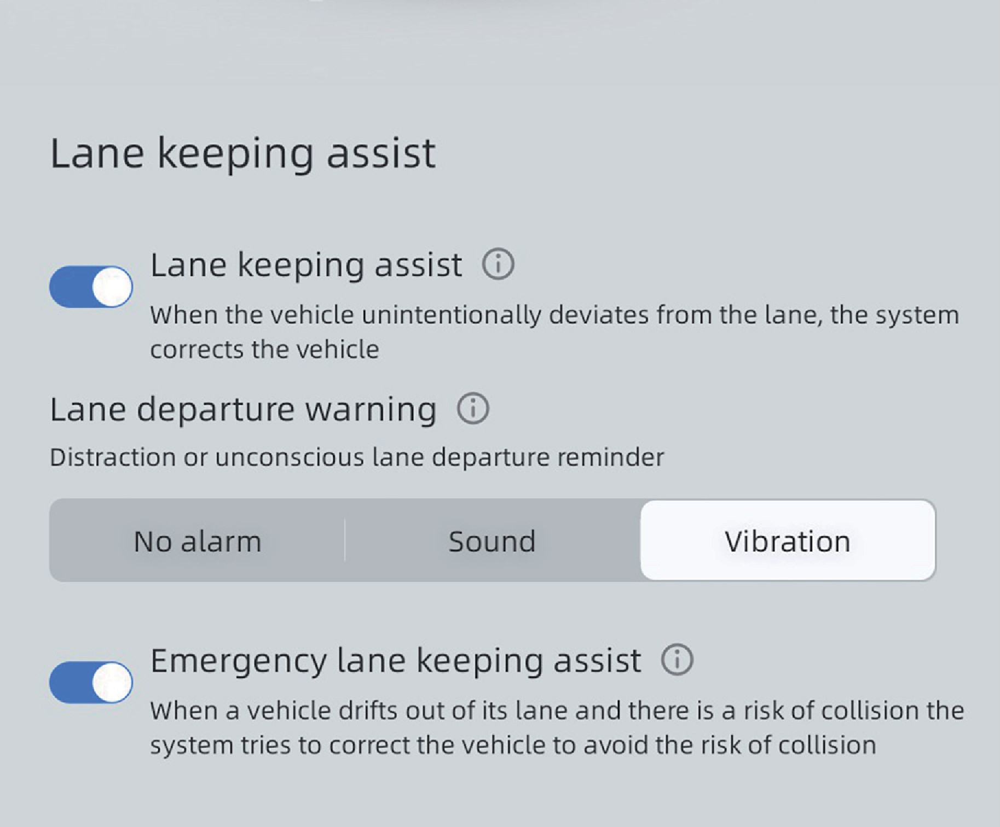 Lane keeping assist
Lane keeping assist
When the vehicle unintentionally deviates from the lane, the system
corrects the vehicle
Lane departure warning
Distraction or unconscious lane departure reminder
No alarm
Sound
Vibration
Emergency lane keeping assist
When a vehicle drifts out of its lane and there is a risk of collision the
system tries to correct the vehicle to avoid the risk of collision